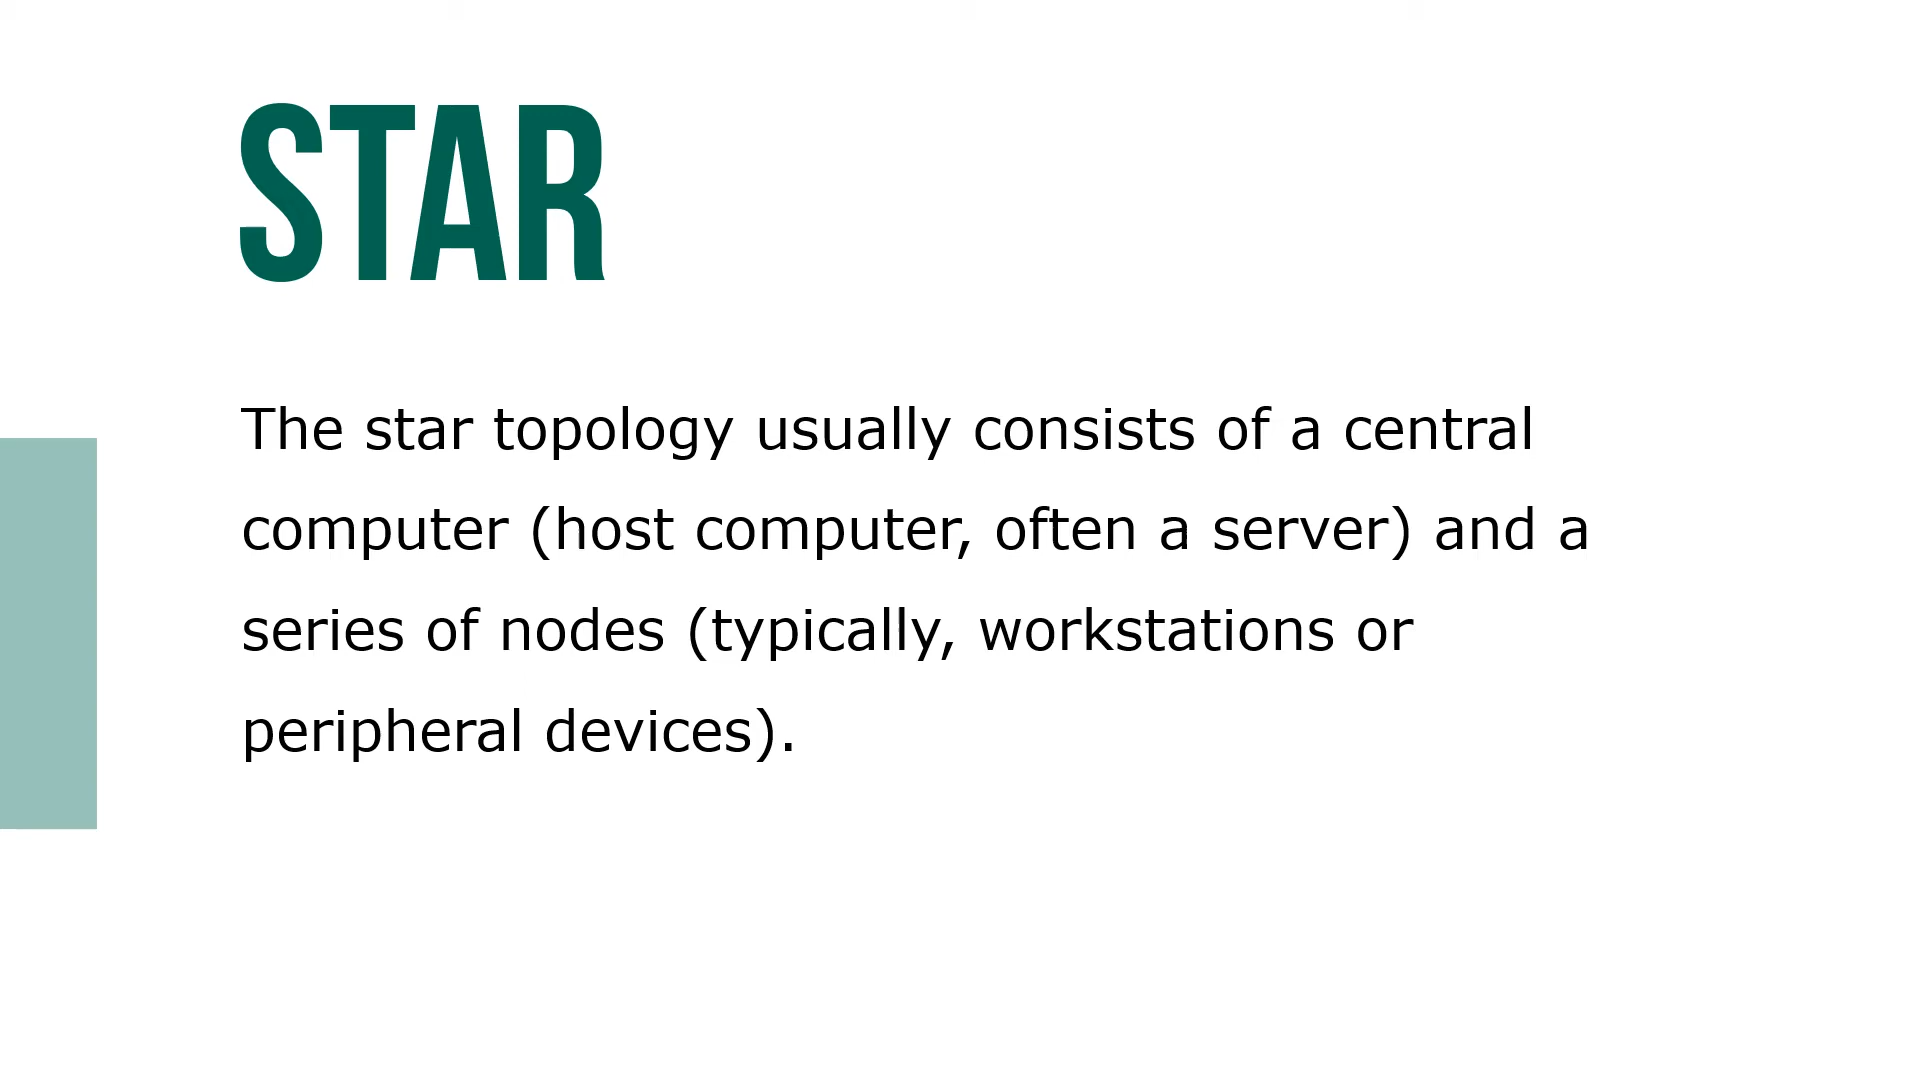 STAR
The star topology usually consists of a central
computer (host computer, often a server) and a
series of nodes (typically, workstations or
peripheral devices).